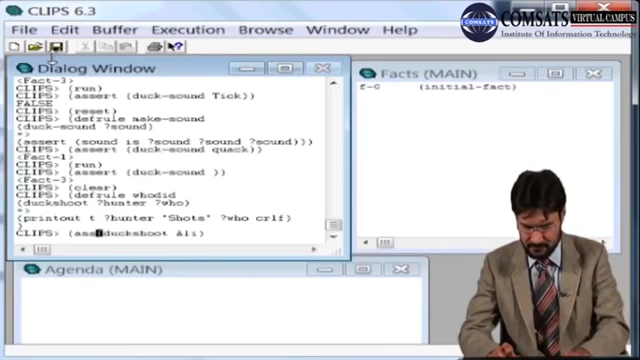 CLIPS 6.3
COMSATS VIRTUAL CAMPUS
Institute Of Information Technology
COMSATS
File Edit Buffer Execution Browse Window Help
Dialog Window
<Fact-3>
CLIPS> (run)
CLIPS> (assert (duck-sound Tick))
FALSE
CLIPS> (reset)
CLIPS> (defrule make-sound
(duck-sound ?sound)
=>
(assert (sound is ?sound ?sound ?sound)))
CLIPS> (assert (duck-sound quack))
<Fact-1>
CLIPS> (run)
CLIPS> (assert (duck-sound ))
<Fact-3>
CLIPS> (clear)
CLIPS> (defrule whodid
(duckshoot ?hunter ?who)
=>
(printout t ?hunter "Shots" ?who crlf)
)
CLIPS> (ass(duckshoot Ali)
Facts (MAIN)
f-0 (initial-fact)
Agenda (MAIN)